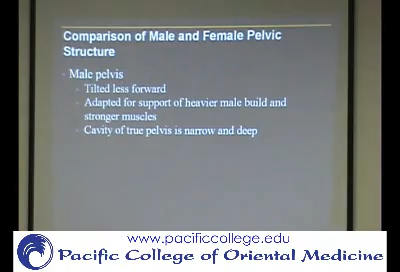 Comparison of Male and Female Pelvic
Structure
Male pelvis
Tilted less forward
Adapted for support of heavier male build and
stronger muscles
Cavity of true pelvis is narrow and deep
www.pacificcollege.edu
Pacific College of Oriental Medicine